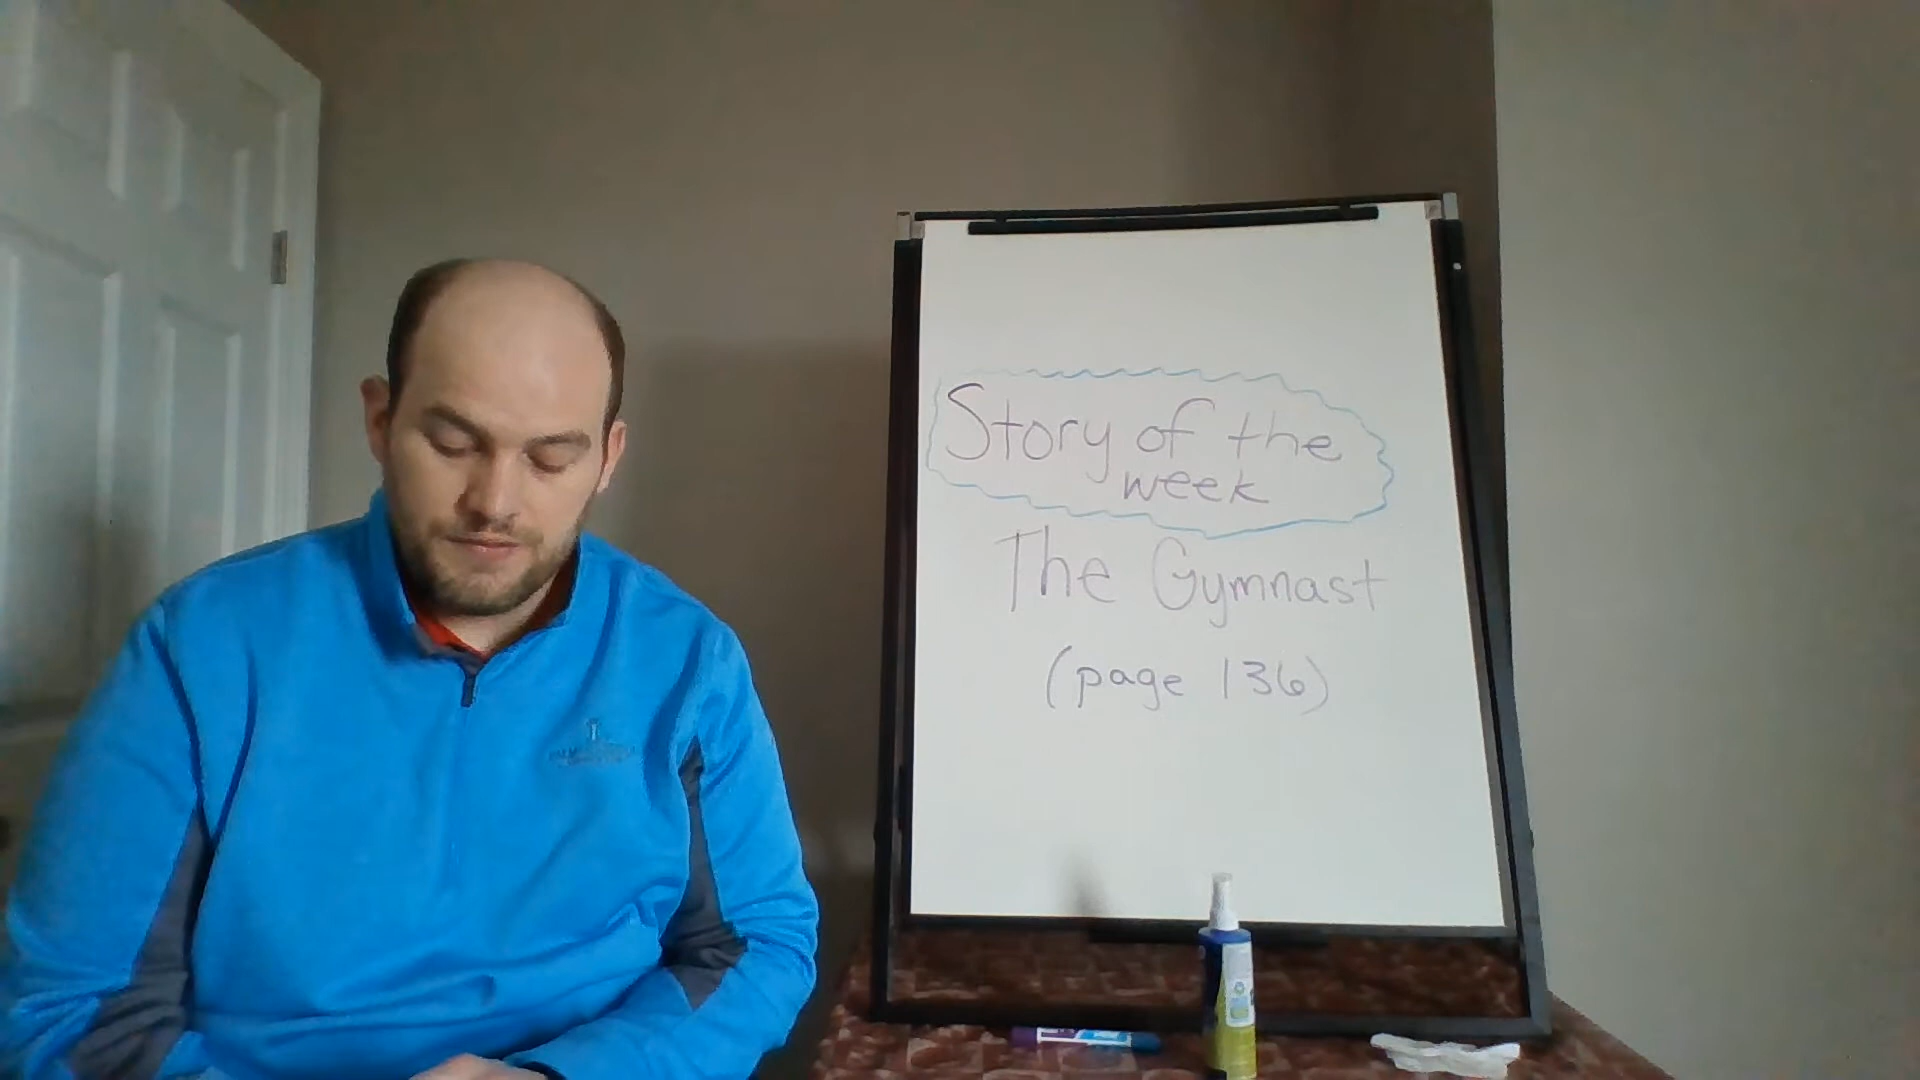 Story of the
week
The Gymnast
(page 136)